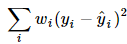 ∑ᵢ wᵢ(yᵢ − ŷᵢ)²